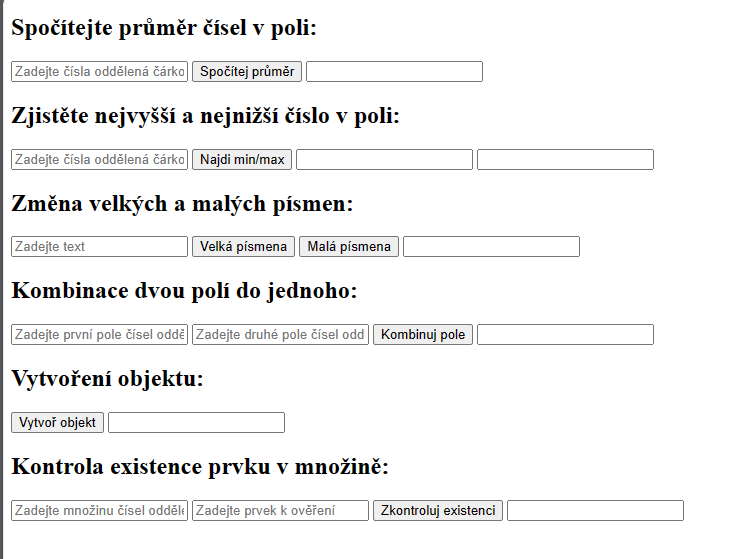 Spočítejte průměr čísel v poli:
Zadejte čísla oddělená čárko Spočítej průměr
Zjistěte nejvyšší a nejnižší číslo v poli:
Zadejte čísla oddělená čárko Najdi min/max
Změna velkých a malých písmen:
Zadejte text Velká písmena Malá písmena
Kombinace dvou polí do jednoho:
Zadejte první pole čísel oddě Zadejte druhé pole čísel odd Kombinuj pole
Vytvoření objektu:
Vytvoř objekt
Kontrola existence prvku v množině:
Zadejte množinu čísel odděle Zadejte prvek k ověření Zkontroluj existenci